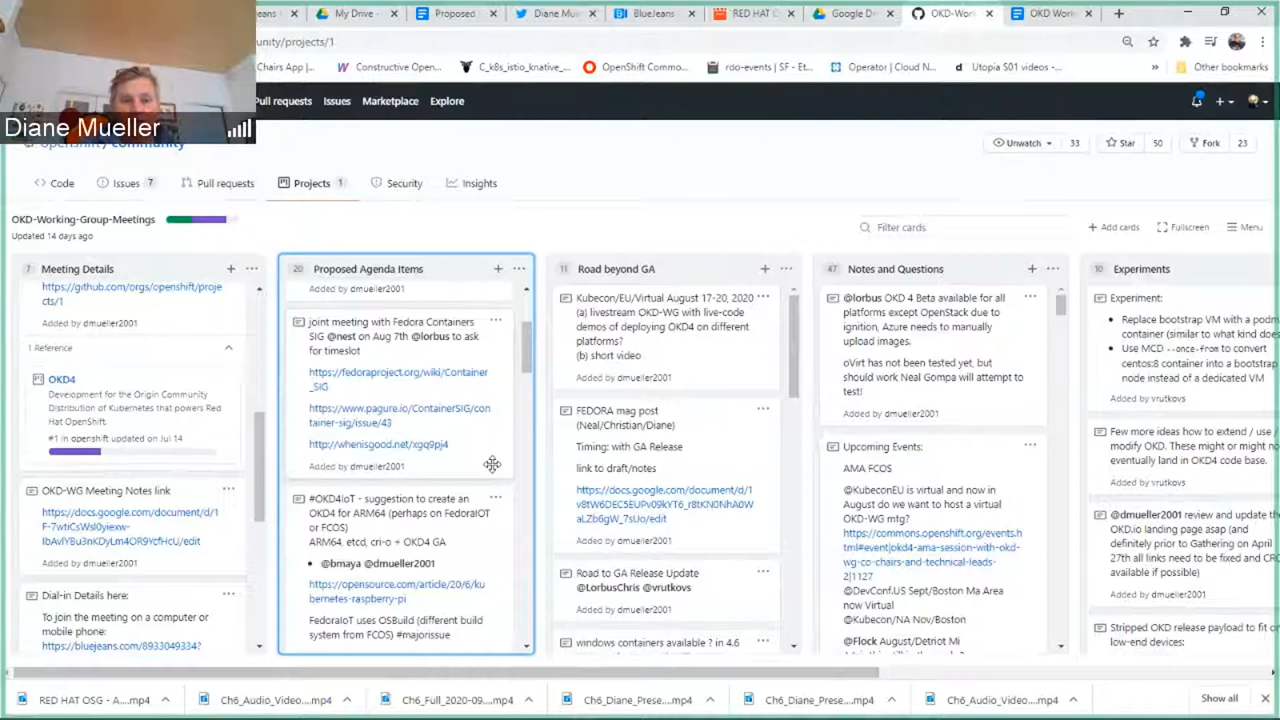 eans
My Drive -
Proposed
Diane Mue
BlueJeans
RED HAT O
Google Dr
OKD-Wor
OKD Work
unity/projects/1
Chairs App |...
Constructive Open...
C_k8s_istio_knative_...
OpenShift Commo...
rdo-events | SF - Et...
Operator | Cloud N...
Utopia S01 videos -...
»
Other bookmarks
Diane Mueller
Pull requests
Issues
Marketplace
Explore
openshift / community
Unwatch
33
Star
50
Fork
23
Code
Issues 7
Pull requests
Projects 1
Security
Insights
OKD-Working-Group-Meetings
Updated 14 days ago
Filter cards
+ Add cards
Fullscreen
Menu
7 Meeting Details
https://github.com/orgs/openshift/proje
cts/1
Added by dmueller2001
1 Reference
OKD4
Development for the Origin Community
Distribution of Kubernetes that powers Red
Hat OpenShift.
#1 in openshift updated on Jul 14
OKD-WG Meeting Notes link
https://docs.google.com/document/d/1
F-7wtiCsWsl0yiexw-
IbAvlYBu3nKDyLm4OR9YcfHcU/edit
Added by dmueller2001
Dial-in Details here:
To join the meeting on a computer or
mobile phone:
https://bluejeans.com/8933049334?
20 Proposed Agenda Items
Added by dmueller2001
joint meeting with Fedora Containers
SIG @nest on Aug 7th @lorbus to ask
for timeslot
https://fedoraproject.org/wiki/Container
_SIG
https://www.pagure.io/ContainerSIG/con
tainer-sig/issue/43
http://whenisgood.net/xgq9pj4
Added by dmueller2001
#OKD4IoT - suggestion to create an
OKD4 for ARM64 (perhaps on FedoraIOT
or FCOS)
ARM64, etcd, cri-o + OKD4 GA
• @bmaya @dmueller2001
https://opensource.com/article/20/6/ku
bernetes-raspberry-pi
FedoraIoT uses OSBuild (different build
system from FCOS) #majorissue
11 Road beyond GA
Kubecon/EU/Virtual August 17-20, 2020
(a) livestream OKD-WG with live-code
demos of deploying OKD4 on different
platforms?
(b) short video
Added by dmueller2001
FEDORA mag post
(Neal/Christian/Diane)
Timing: with GA Release
link to draft/notes
https://docs.google.com/document/d/1
v8tW6DEC5EUPv09kYT6_r8tKN0NhA0W
aLZb6gW_7sUo/edit
Added by dmueller2001
Road to GA Release Update
@LorbusChris @vrutkovs
Added by dmueller2001
windows containers available ? in 4.6
47 Notes and Questions
@lorbus OKD 4 Beta available for all
platforms except OpenStack due to
ignition, Azure needs to manually
upload images.
oVirt has not been tested yet, but
should work Neal Gompa will attempt to
test!
Added by dmueller2001
Upcoming Events:
AMA FCOS
@KubeconEU is virtual and now in
August do we want to host a virtual
OKD-WG mtg?
https://commons.openshift.org/events.h
tml#event|okd4-ama-session-with-okd-
wg-co-chairs-and-technical-leads-
2|1127
@DevConf.US Sept/Boston Ma Area
now Virtual
@Kubecon/NA Nov/Boston
@Flock August/Detriot Mi
10 Experiments
Experiment:
• Replace bootstrap VM with a podm
container (similar to what kind does
• Use MCD --once-from to convert
centos:8 container into a bootstrap
node instead of a dedicated VM
Added by vrutkovs
Few more ideas how to extend / use /
modify OKD. These might or might no
eventually land in OKD4 code base.
Added by vrutkovs
@dmueller2001 review and update the
OKD.io landing page asap (and
definitely prior to Gathering on April
27th all links need to be fixed and CRC
available if possible)
Added by dmueller2001
Stripped OKD release payload to fit on
low-end devices:
RED HAT OSG - A....mp4
Ch6_Audio_Video....mp4
Ch6_Full_2020-09....mp4
Ch6_Diane_Prese....mp4
Ch6_Diane_Prese....mp4
Ch6_Audio_Video....mp4
Show all